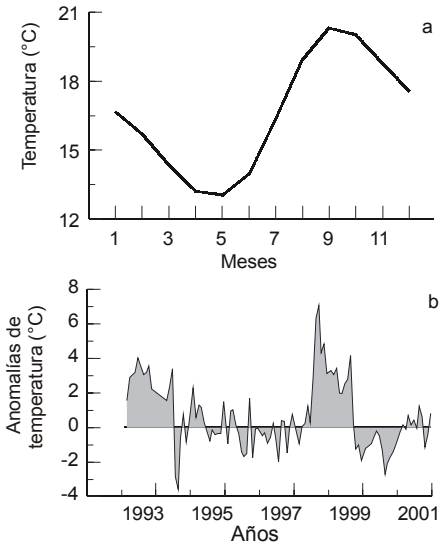 21
a
Temperatura (°C)
18
15
12
1 3 5 7 9 11
Meses
8
b
Anomalías de
temperatura (°C)
6
4
2
0
-2
-4
1993 1995 1997 1999 2001
Años